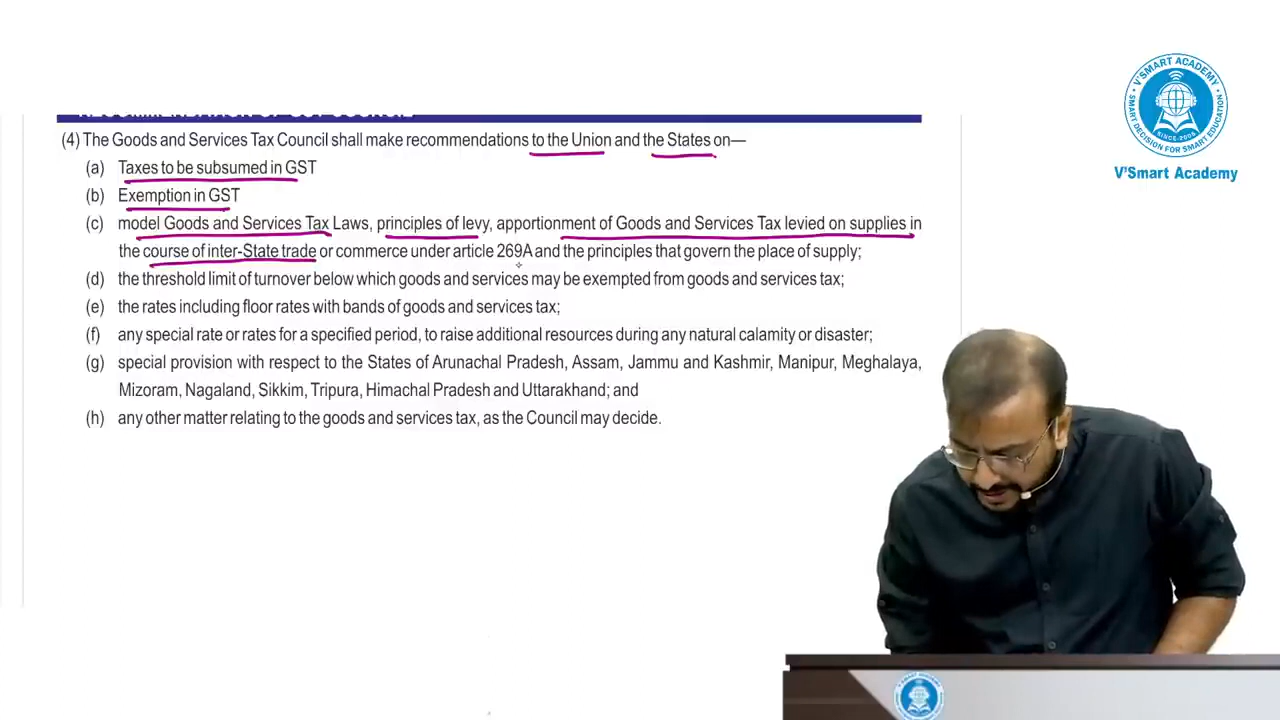 RECOMMENDATION OF GST COUNCIL
(4) The Goods and Services Tax Council shall make recommendations to the Union and the States on—
(a) Taxes to be subsumed in GST
(b) Exemption in GST
(c) model Goods and Services Tax Laws, principles of levy, apportionment of Goods and Services Tax levied on supplies in
the course of inter-State trade or commerce under article 269A and the principles that govern the place of supply;
(d) the threshold limit of turnover below which goods and services may be exempted from goods and services tax;
(e) the rates including floor rates with bands of goods and services tax;
(f) any special rate or rates for a specified period, to raise additional resources during any natural calamity or disaster;
(g) special provision with respect to the States of Arunachal Pradesh, Assam, Jammu and Kashmir, Manipur, Meghalaya,
Mizoram, Nagaland, Sikkim, Tripura, Himachal Pradesh and Uttarakhand; and
(h) any other matter relating to the goods and services tax, as the Council may decide.
V'SMART ACADEMY
SMART DECISION FOR SMART EDUCATION
SINCE-2006
V'Smart Academy